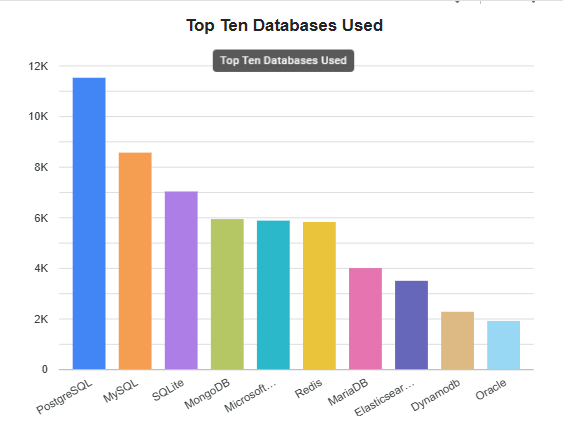 Top Ten Databases Used
Top Ten Databases Used
12K
10K
8K
6K
4K
2K
0
PostgreSQL
MySQL
SQLite
MongoDB
Microsoft...
Redis
MariaDB
Elasticsear...
Dynamodb
Oracle